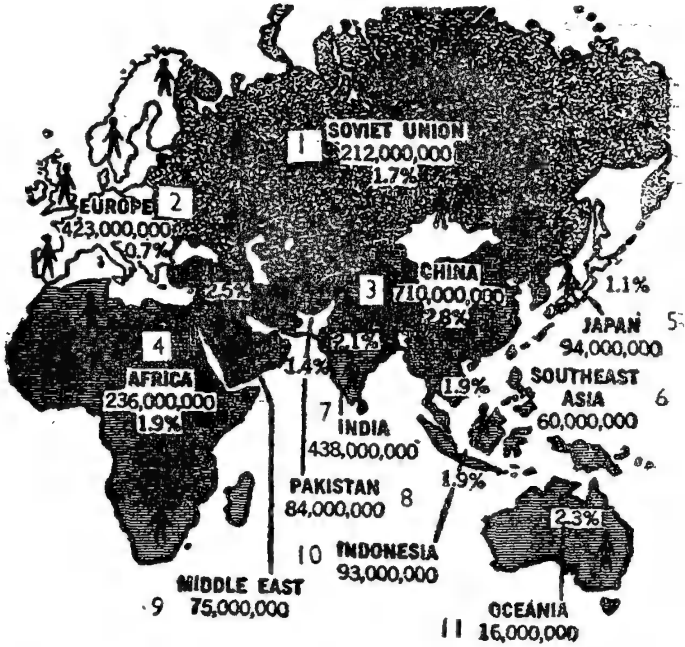 1
SOVIET UNION
212,000,000
1.7%
2
EUROPE
423,000,000
0.7%
2.5%
3
CHINA
710,000,000
2.8%
1.1%
JAPAN 5
94,000,000
4
AFRICA
236,000,000
1.9%
1.4%
2.1%
1.9%
SOUTHEAST
ASIA 6
60,000,000
7
INDIA
438,000,000
1.9%
PAKISTAN
84,000,000 8
2.3%
10 INDONESIA
93,000,000
MIDDLE EAST
9 75,000,000
OCEANIA
11 16,000,000